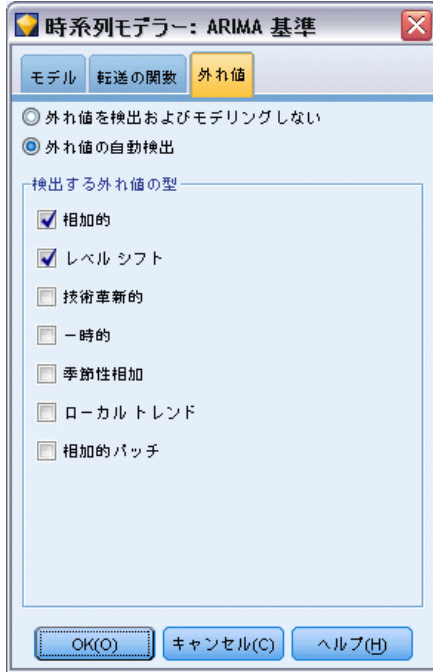 時系列モデラー: ARIMA 基準
モデル 転送の関数 外れ値
外れ値を検出およびモデリングしない
外れ値の自動検出
検出する外れ値の型
相加的
レベル シフト
技術革新的
一時的
季節性相加
ローカル トレンド
相加的パッチ
OK(O) キャンセル(C) ヘルプ(H)